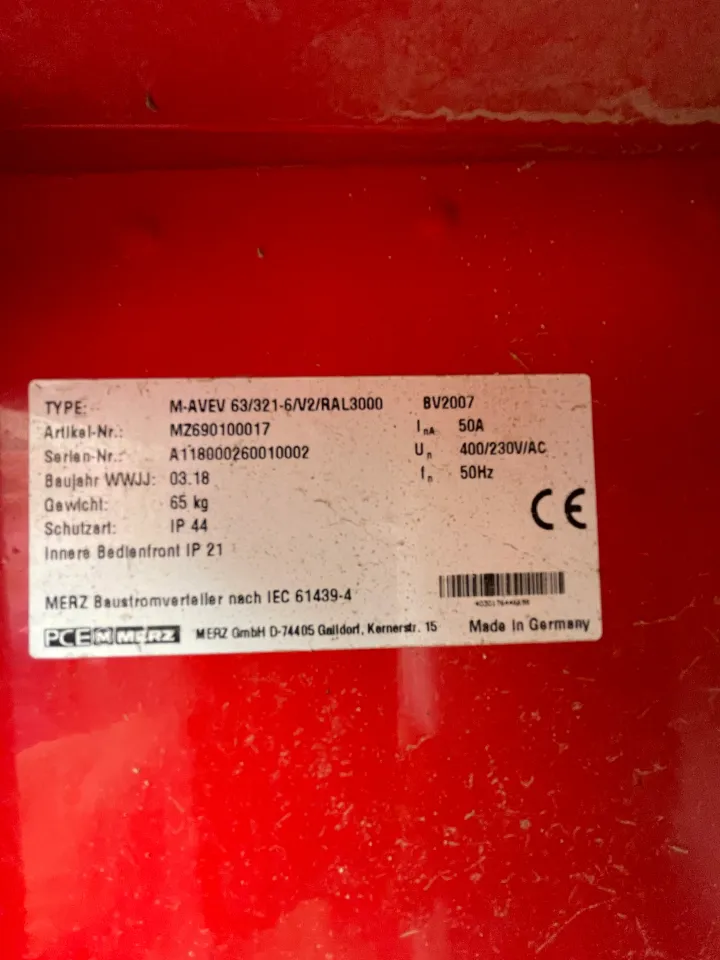 TYPE: M-AVEV 63/321-6/V2/RAL3000 BV2007
Artikel-Nr.: MZ690100017 InA 50A
Serien-Nr.: A118000260010002 Un 400/230V/AC
Baujahr WWJJ: 03.18 fn 50Hz
Gewicht: 65 kg
Schutzart: IP 44
Innere Bedienfront IP 21
CE
MERZ Baustromverteiler nach IEC 61439-4
PCE M MERZ MERZ GmbH D-74405 Gaildorf, Kernerstr. 15 Made in Germany